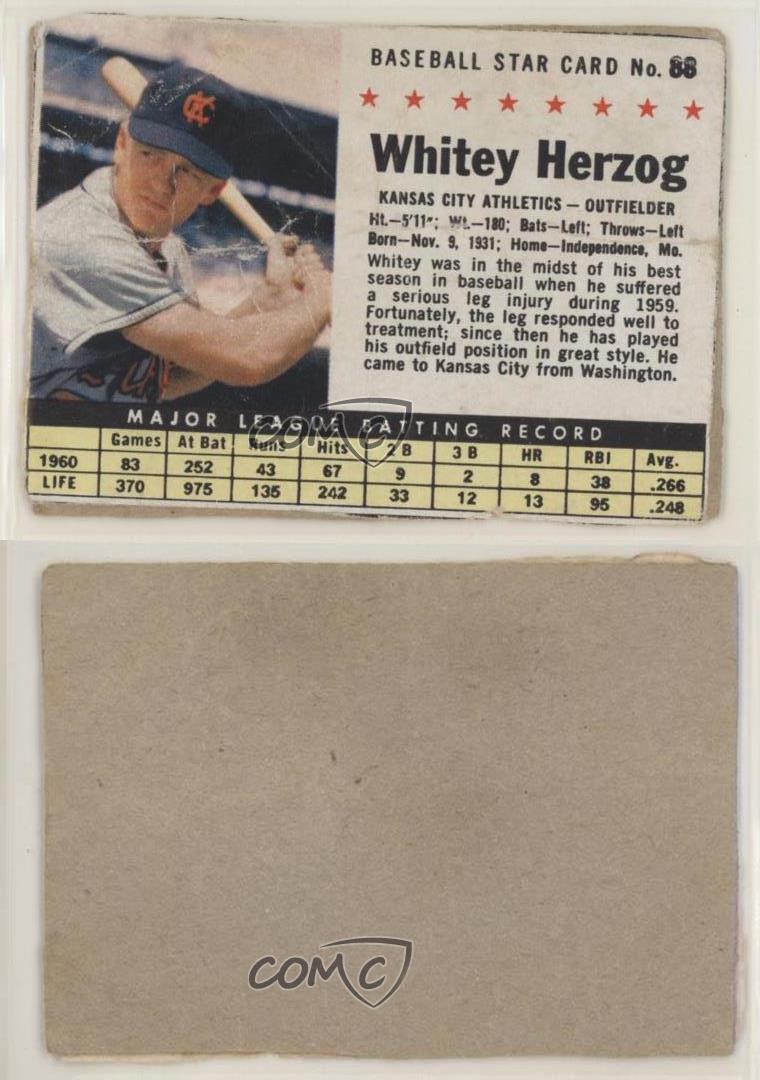 BASEBALL STAR CARD No. 88
Whitey Herzog
KANSAS CITY ATHLETICS — OUTFIELDER
Ht.—5'11"; Wt.—180; Bats—Left; Throws—Left
Born—Nov. 9, 1931; Home—Independence, Mo.
Whitey was in the midst of his best
season in baseball when he suffered
a serious leg injury during 1959.
Fortunately, the leg responded well to
treatment; since then he has played
his outfield position in great style. He
came to Kansas City from Washington.
KC
MAJOR LEAGUE BATTING RECORD
Games At Bat Runs Hits 2 B 3 B HR RBI Avg.
1960 83 252 43 67 9 2 8 38 .266
LIFE 370 975 135 242 33 12 13 95 .248
COMC
COMC